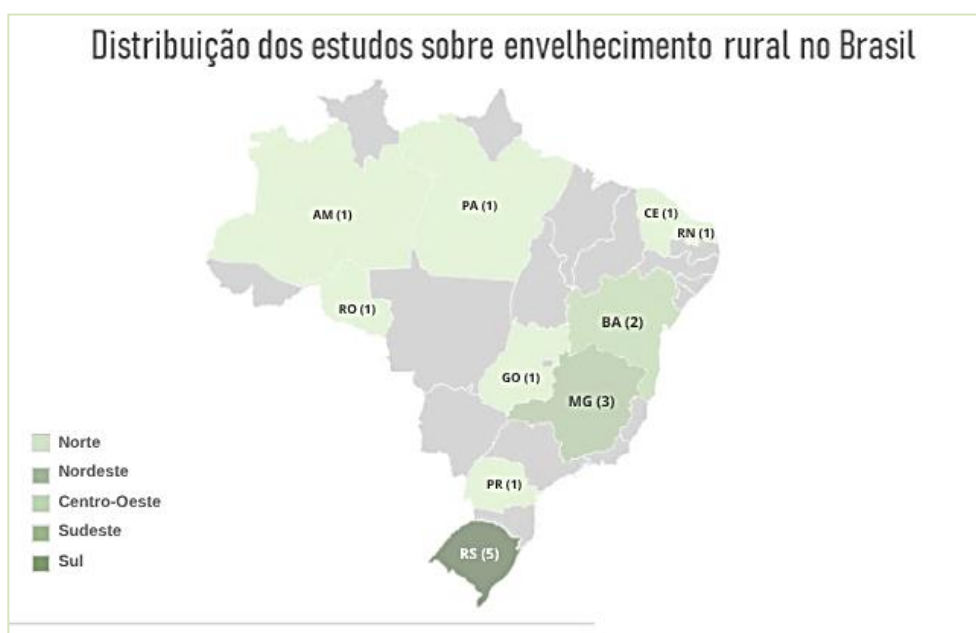 Distribuição dos estudos sobre envelhecimento rural no Brasil
AM (1)
PA (1)
CE (1)
RN (1)
RO (1)
BA (2)
GO (1)
MG (3)
PR (1)
RS (5)
Norte
Nordeste
Centro-Oeste
Sudeste
Sul